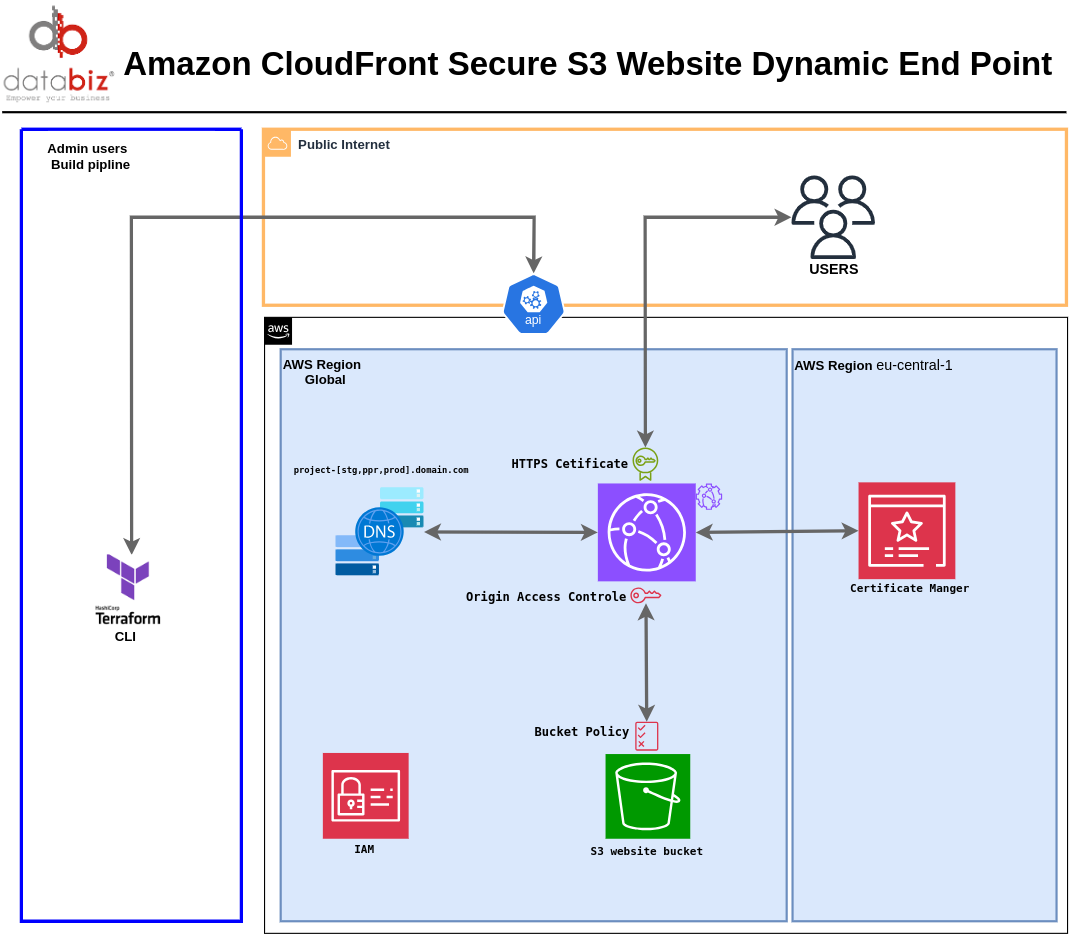 databiz®
Empower your business
Amazon CloudFront Secure S3 Website Dynamic End Point
Admin users
Build pipline
Public Internet
USERS
api
aws
AWS Region
Global
AWS Region eu-central-1
HTTPS Cetificate
project-[stg,ppr,prod].domain.com
DNS
Origin Access Controle
Certificate Manger
HashiCorp
Terraform
CLI
Bucket Policy
IAM
S3 website bucket